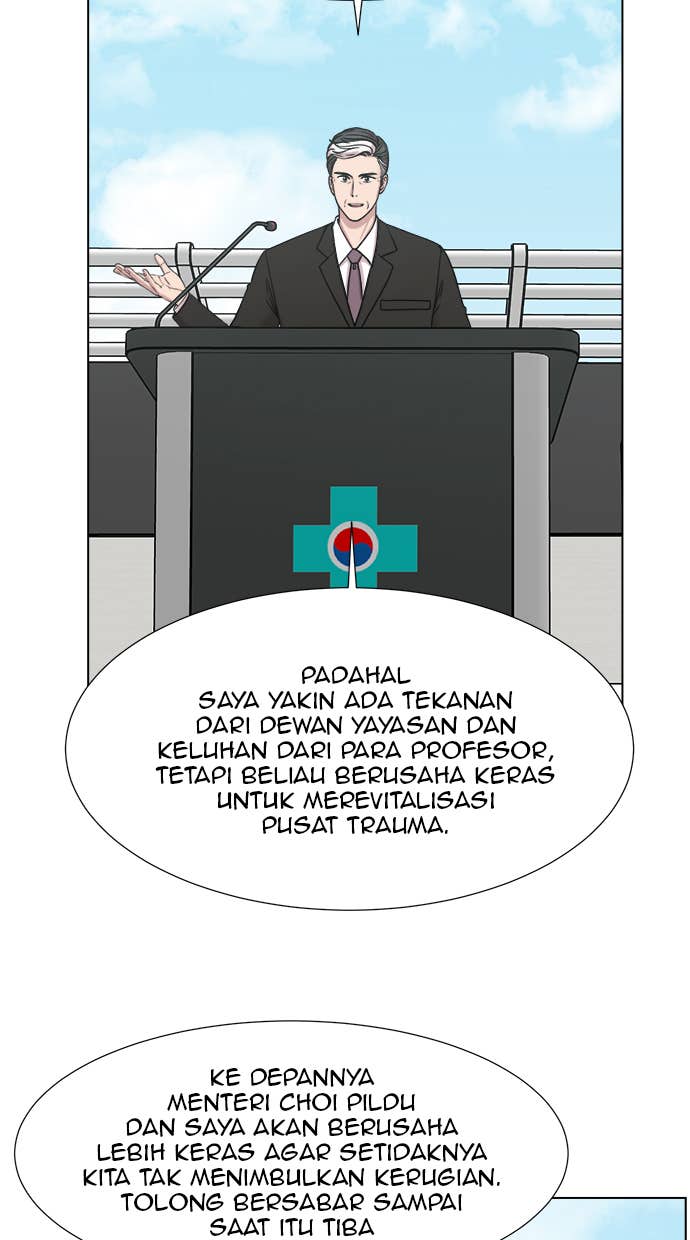 PADAHAL
SAYA YAKIN ADA TEKANAN
DARI DEWAN YAYASAN DAN
KELUHAN DARI PARA PROFESOR,
TETAPI BELIAU BERUSAHA KERAS
UNTUK MEREVITALISASI
PUSAT TRAUMA.
KE DEPANNYA
MENTERI CHOI PILDU
DAN SAYA AKAN BERUSAHA
LEBIH KERAS AGAR SETIDAKNYA
KITA TAK MENIMBULKAN KERUGIAN.
TOLONG BERSABAR SAMPAI
SAAT ITU TIBA